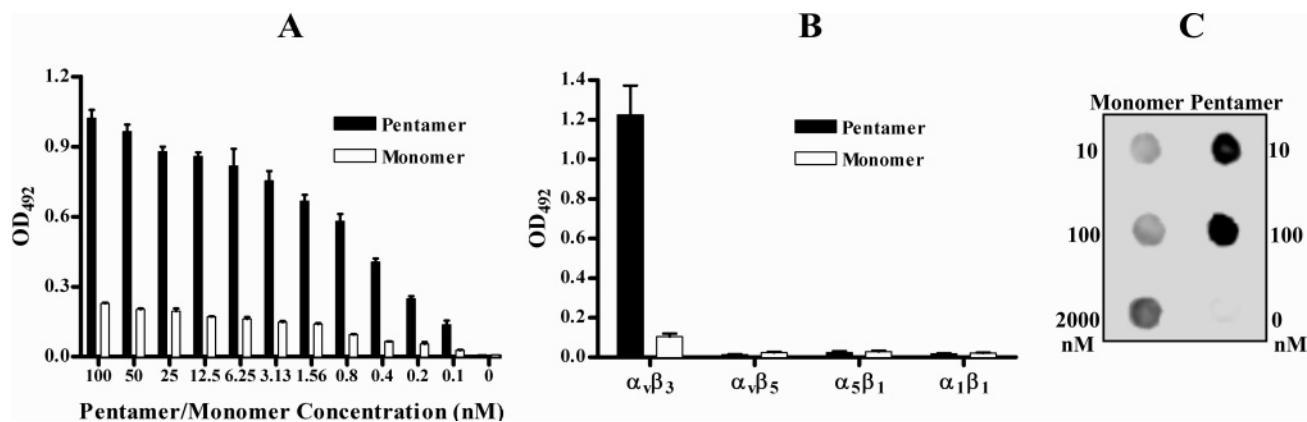 A
1.2
0.9
0.6
0.3
0.0
OD492
Pentamer
Monomer
100 50 25 12.5 6.25 3.13 1.56 0.8 0.4 0.2 0.1 0
Pentamer/Monomer Concentration (nM)
B
1.4
1.2
1.0
0.8
0.6
0.4
0.2
0.0
OD492
Pentamer
Monomer
αvβ3 αvβ5 α5β1 α1β1
C
Monomer Pentamer
10 10
100 100
2000 0
nM nM